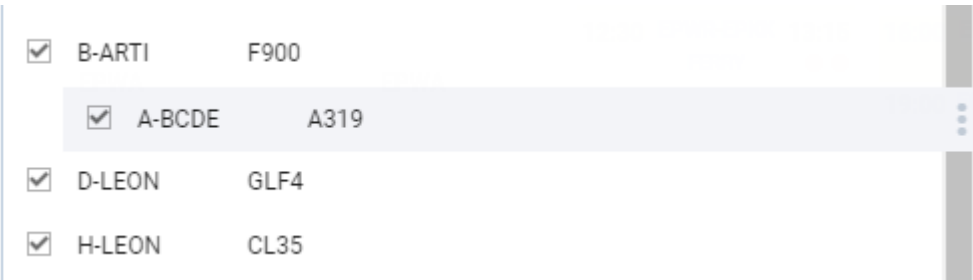 B-ARTI F900
A-BCDE A319
D-LEON GLF4
H-LEON CL35